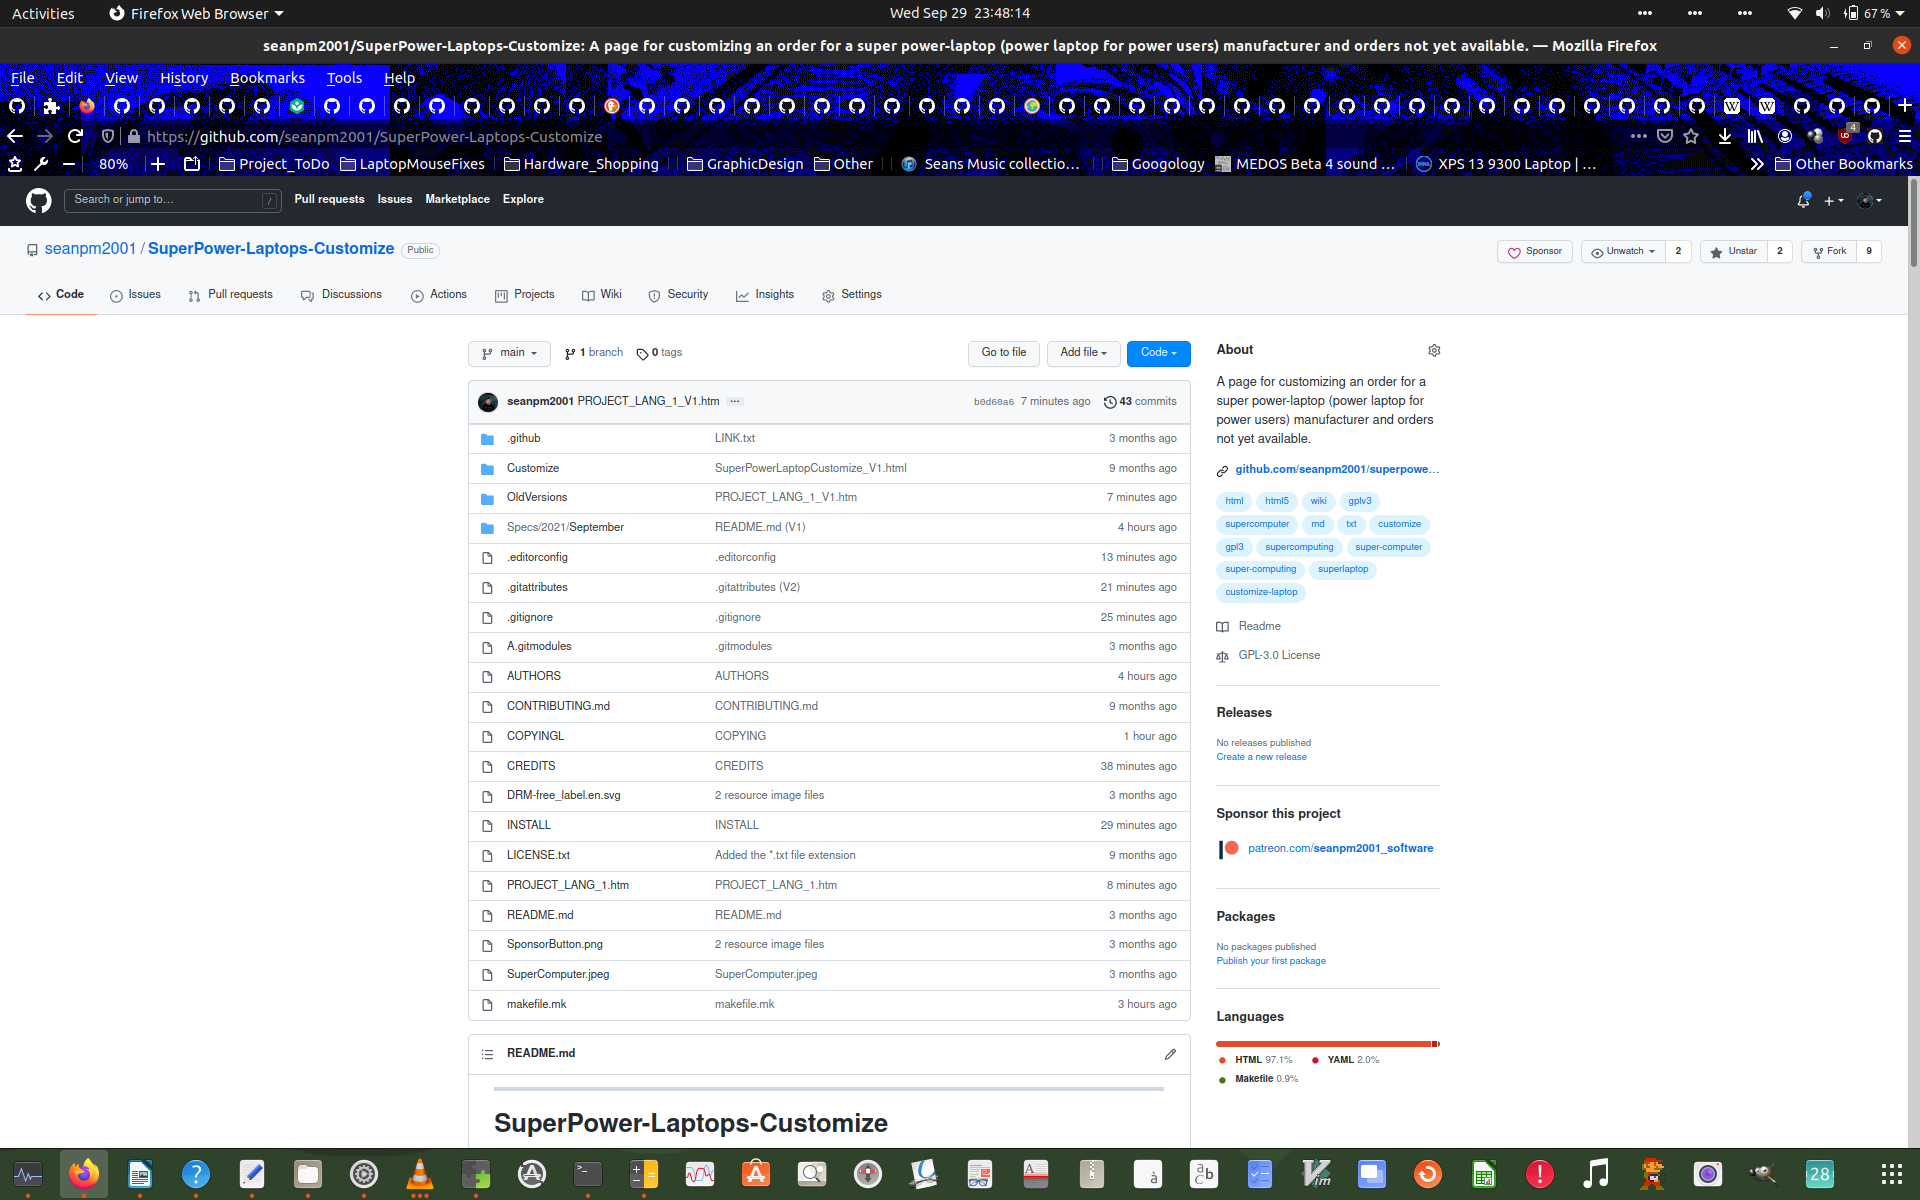 Activities Firefox Web Browser Wed Sep 29 23:48:14 67 %
seanpm2001/SuperPower-Laptops-Customize: A page for customizing an order for a super power-laptop (power laptop for power users) manufacturer and orders not yet available. — Mozilla Firefox
File Edit View History Bookmarks Tools Help
https://github.com/seanpm2001/SuperPower-Laptops-Customize 4
80% Project_ToDo LaptopMouseFixes Hardware_Shopping GraphicDesign Other Seans Music collectio… Googology MEDOS Beta 4 sound … XPS 13 9300 Laptop | … Other Bookmarks
Search or jump to… / Pull requests Issues Marketplace Explore
seanpm2001 / SuperPower-Laptops-Customize Public Sponsor Unwatch 2 Unstar 2 Fork 9
Code Issues Pull requests Discussions Actions Projects Wiki Security Insights Settings
main 1 branch 0 tags Go to file Add file Code
seanpm2001 PROJECT_LANG_1_V1.htm ... b0d60a6 7 minutes ago 43 commits
.github LINK.txt 3 months ago
Customize SuperPowerLaptopCustomize_V1.html 9 months ago
OldVersions PROJECT_LANG_1_V1.htm 7 minutes ago
Specs/2021/September README.md (V1) 4 hours ago
.editorconfig .editorconfig 13 minutes ago
.gitattributes .gitattributes (V2) 21 minutes ago
.gitignore .gitignore 25 minutes ago
A.gitmodules .gitmodules 3 months ago
AUTHORS AUTHORS 4 hours ago
CONTRIBUTING.md CONTRIBUTING.md 9 months ago
COPYINGL COPYING 1 hour ago
CREDITS CREDITS 38 minutes ago
DRM-free_label.en.svg 2 resource image files 3 months ago
INSTALL INSTALL 29 minutes ago
LICENSE.txt Added the *.txt file extension 9 months ago
PROJECT_LANG_1.htm PROJECT_LANG_1.htm 8 minutes ago
README.md README.md 3 months ago
SponsorButton.png 2 resource image files 3 months ago
SuperComputer.jpeg SuperComputer.jpeg 3 months ago
makefile.mk makefile.mk 3 hours ago
README.md
SuperPower-Laptops-Customize
About
A page for customizing an order for a
super power-laptop (power laptop for
power users) manufacturer and orders
not yet available.
github.com/seanpm2001/superpowe…
html html5 wiki gplv3
supercomputer md txt customize
gpl3 supercomputing super-computer
super-computing superlaptop
customize-laptop
Readme
GPL-3.0 License
Releases
No releases published
Create a new release
Sponsor this project
patreon.com/seanpm2001_software
Packages
No packages published
Publish your first package
Languages
HTML 97.1% YAML 2.0%
Makefile 0.9%
28